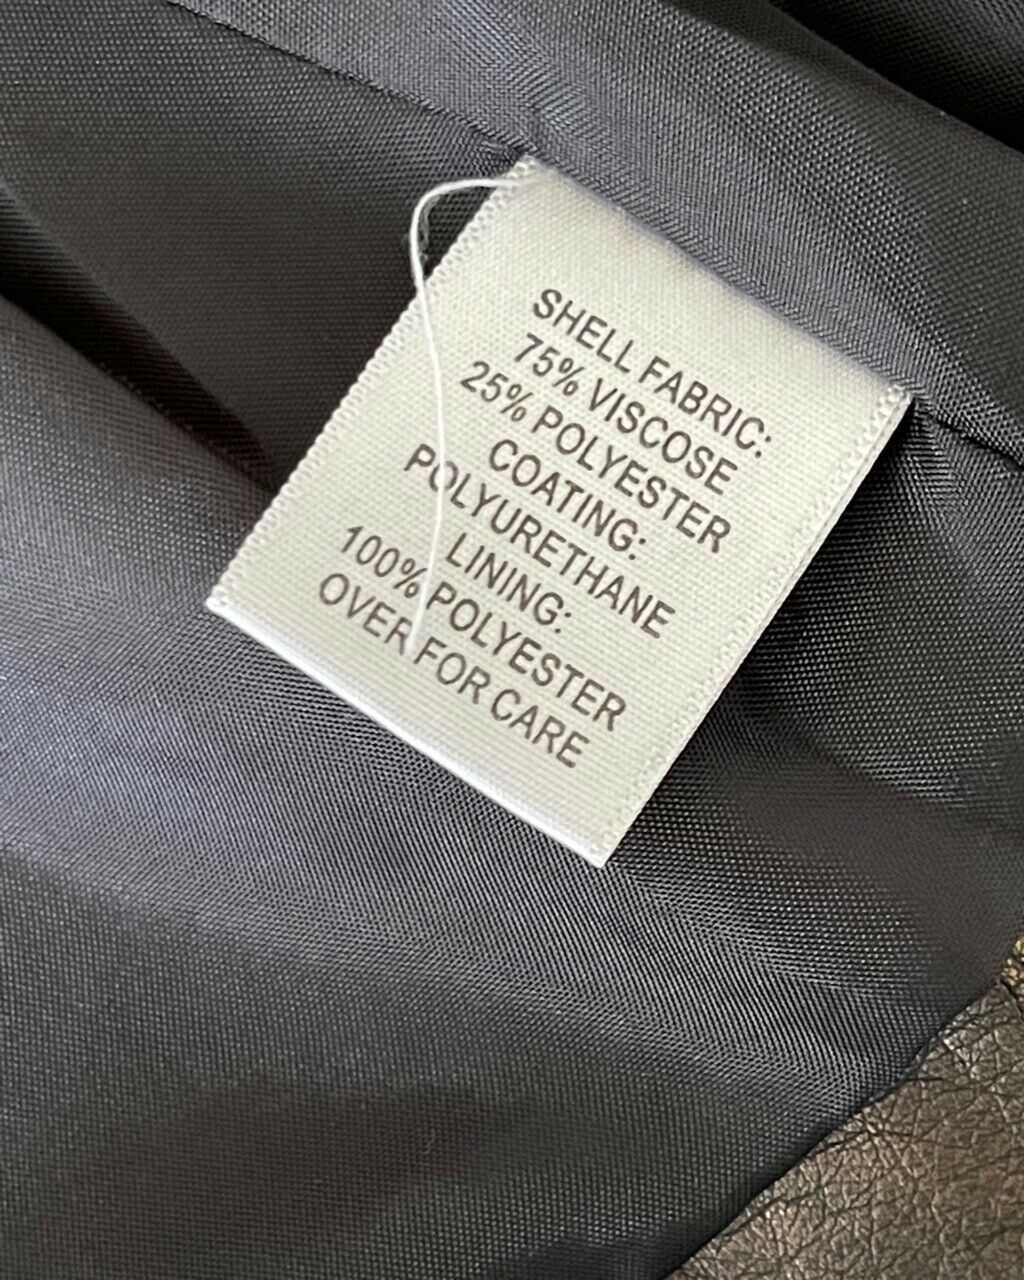 SHELL FABRIC:
75% VISCOSE
25% POLYESTER
COATING:
POLYURETHANE
LINING:
100% POLYESTER
OVER FOR CARE